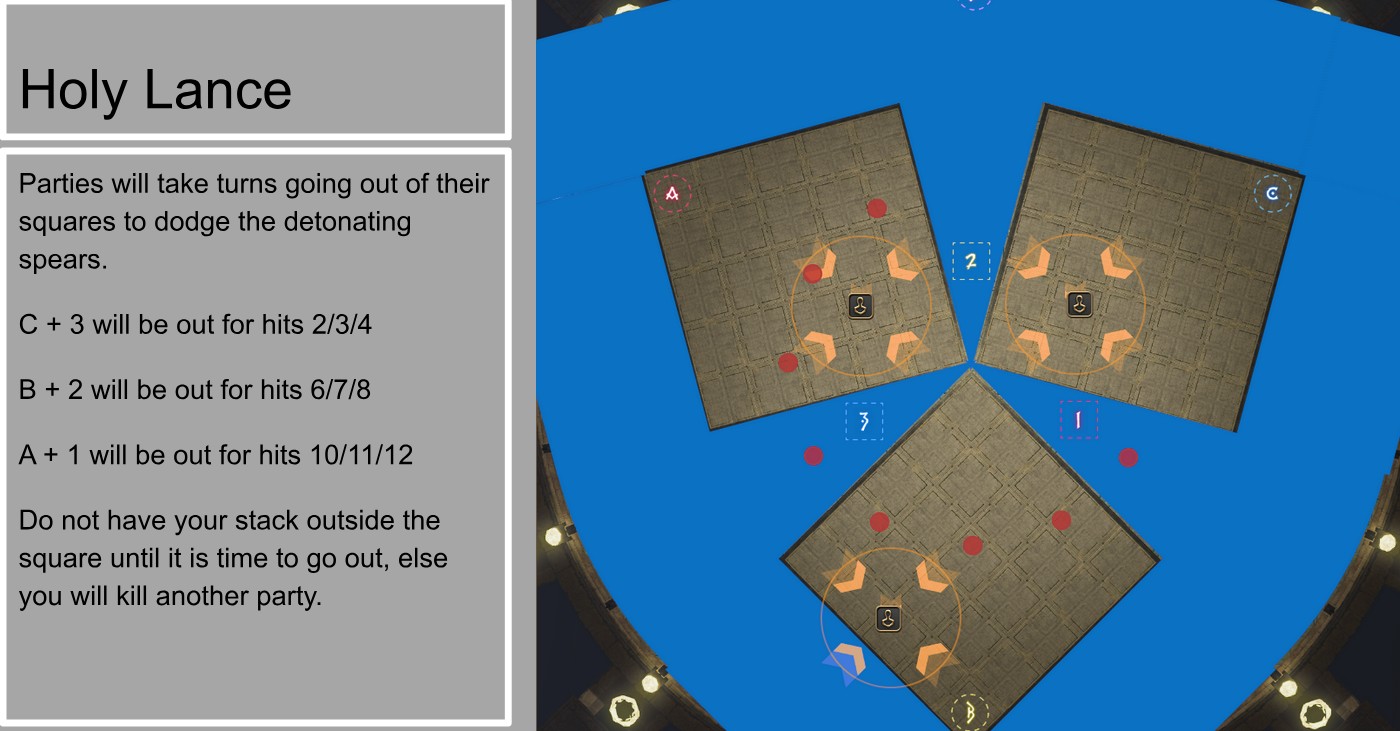 Holy Lance
Parties will take turns going out of their
squares to dodge the detonating
spears.
C + 3 will be out for hits 2/3/4
B + 2 will be out for hits 6/7/8
A + 1 will be out for hits 10/11/12
Do not have your stack outside the
square until it is time to go out, else
you will kill another party.
A
C
2
3
1
B